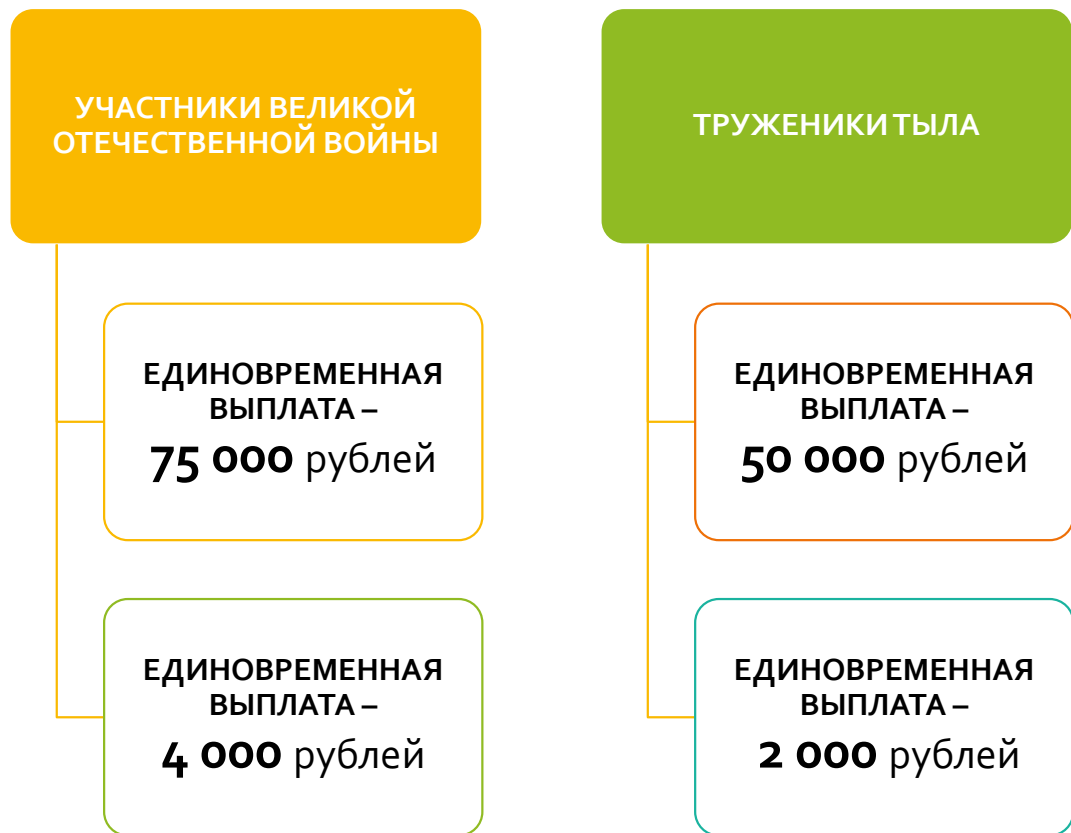 УЧАСТНИКИ ВЕЛИКОЙ
ОТЕЧЕСТВЕННОЙ ВОЙНЫ
ЕДИНОВРЕМЕННАЯ
ВЫПЛАТА –
75 000 рублей
ЕДИНОВРЕМЕННАЯ
ВЫПЛАТА –
4 000 рублей
ТРУЖЕНИКИ ТЫЛА
ЕДИНОВРЕМЕННАЯ
ВЫПЛАТА –
50 000 рублей
ЕДИНОВРЕМЕННАЯ
ВЫПЛАТА –
2 000 рублей